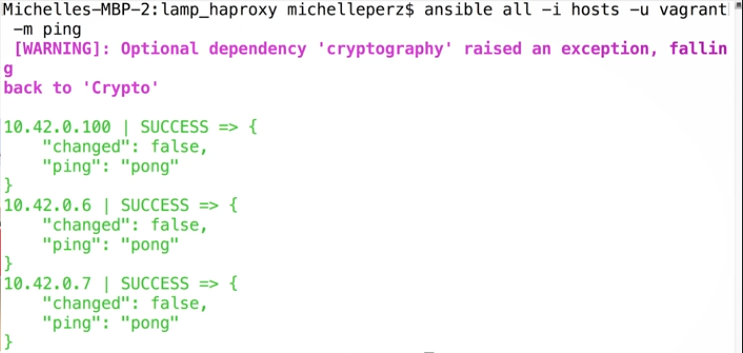 Michelles-MBP-2:lamp_haproxy michelleperz$ ansible all -i hosts -u vagrant
-m ping
[WARNING]: Optional dependency 'cryptography' raised an exception, fallin
g
back to 'Crypto'
10.42.0.100 | SUCCESS => {
    "changed": false,
    "ping": "pong"
}
10.42.0.6 | SUCCESS => {
    "changed": false,
    "ping": "pong"
}
10.42.0.7 | SUCCESS => {
    "changed": false,
    "ping": "pong"
}